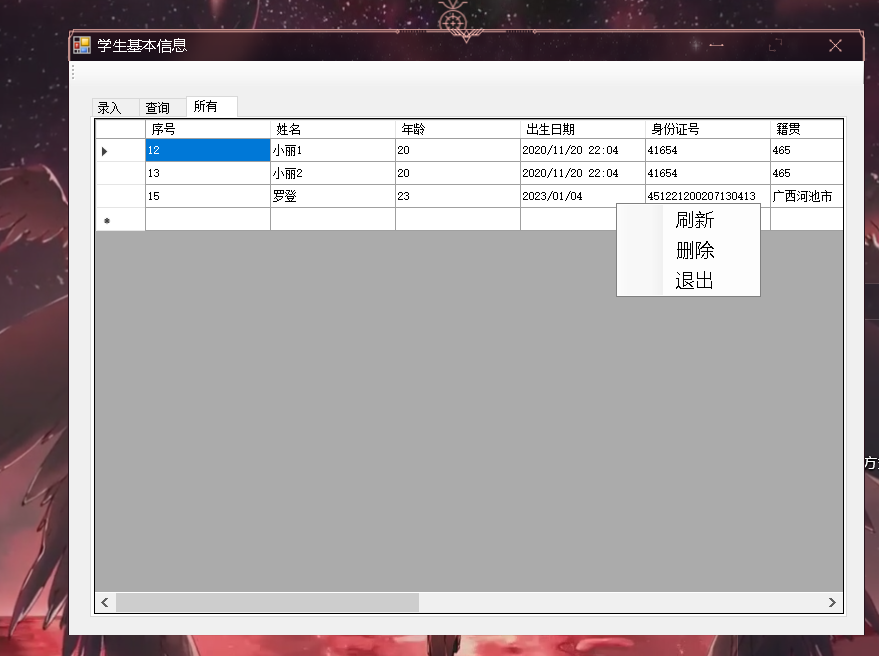 学生基本信息
录入 查询 所有
序号 姓名 年龄 出生日期 身份证号 籍贯
12 小丽1 20 2020/11/20 22:04 41654 465
13 小丽2 20 2020/11/20 22:04 41654 465
15 罗登 23 2023/01/04 451221200207130413 广西河池市
刷新
删除
退出
方